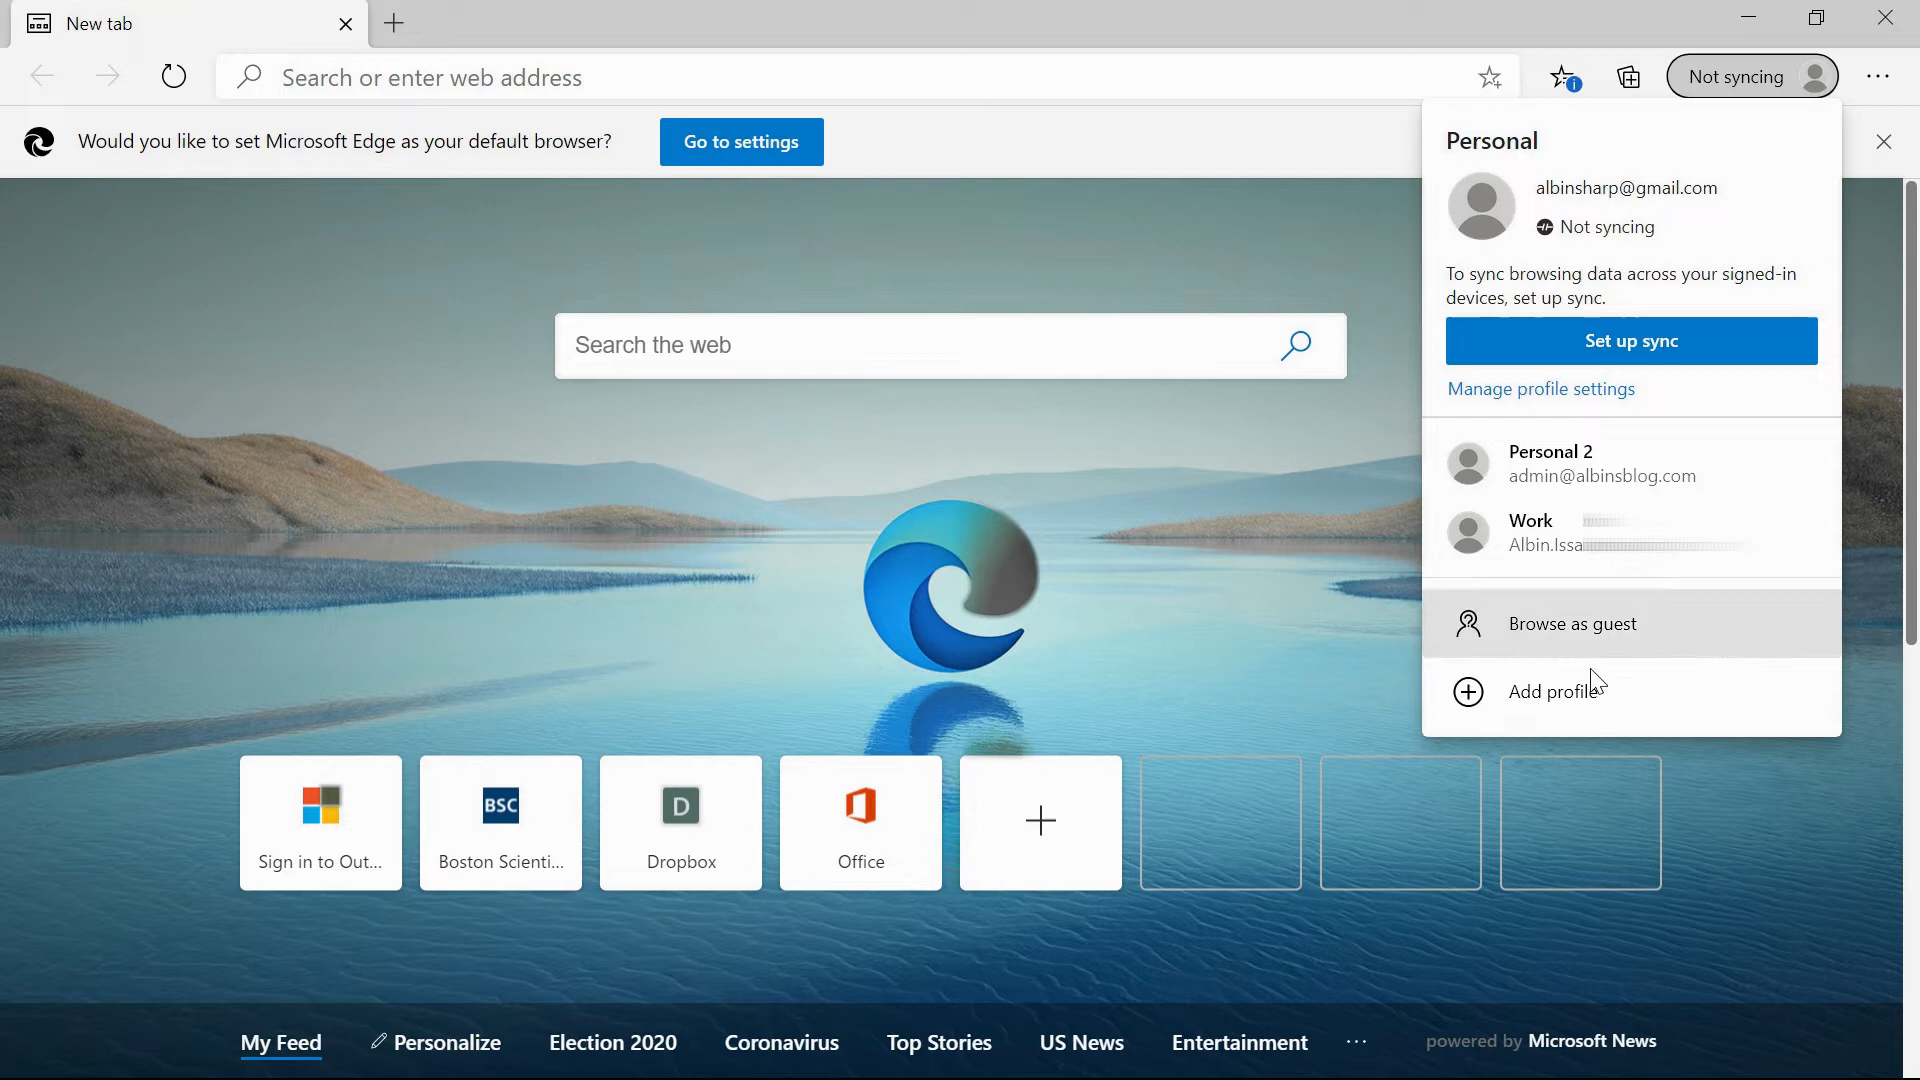 New tab
Search or enter web address
Not syncing
Would you like to set Microsoft Edge as your default browser?
Go to settings
Personal
albinsharp@gmail.com
Not syncing
To sync browsing data across your signed-in
devices, set up sync.
Set up sync
Manage profile settings
Personal 2
admin@albinsblog.com
Work
Albin.Issa
Browse as guest
Add profile
Search the web
BSC
D
Sign in to Out...
Boston Scienti...
Dropbox
Office
My Feed
Personalize
Election 2020
Coronavirus
Top Stories
US News
Entertainment
powered by Microsoft News